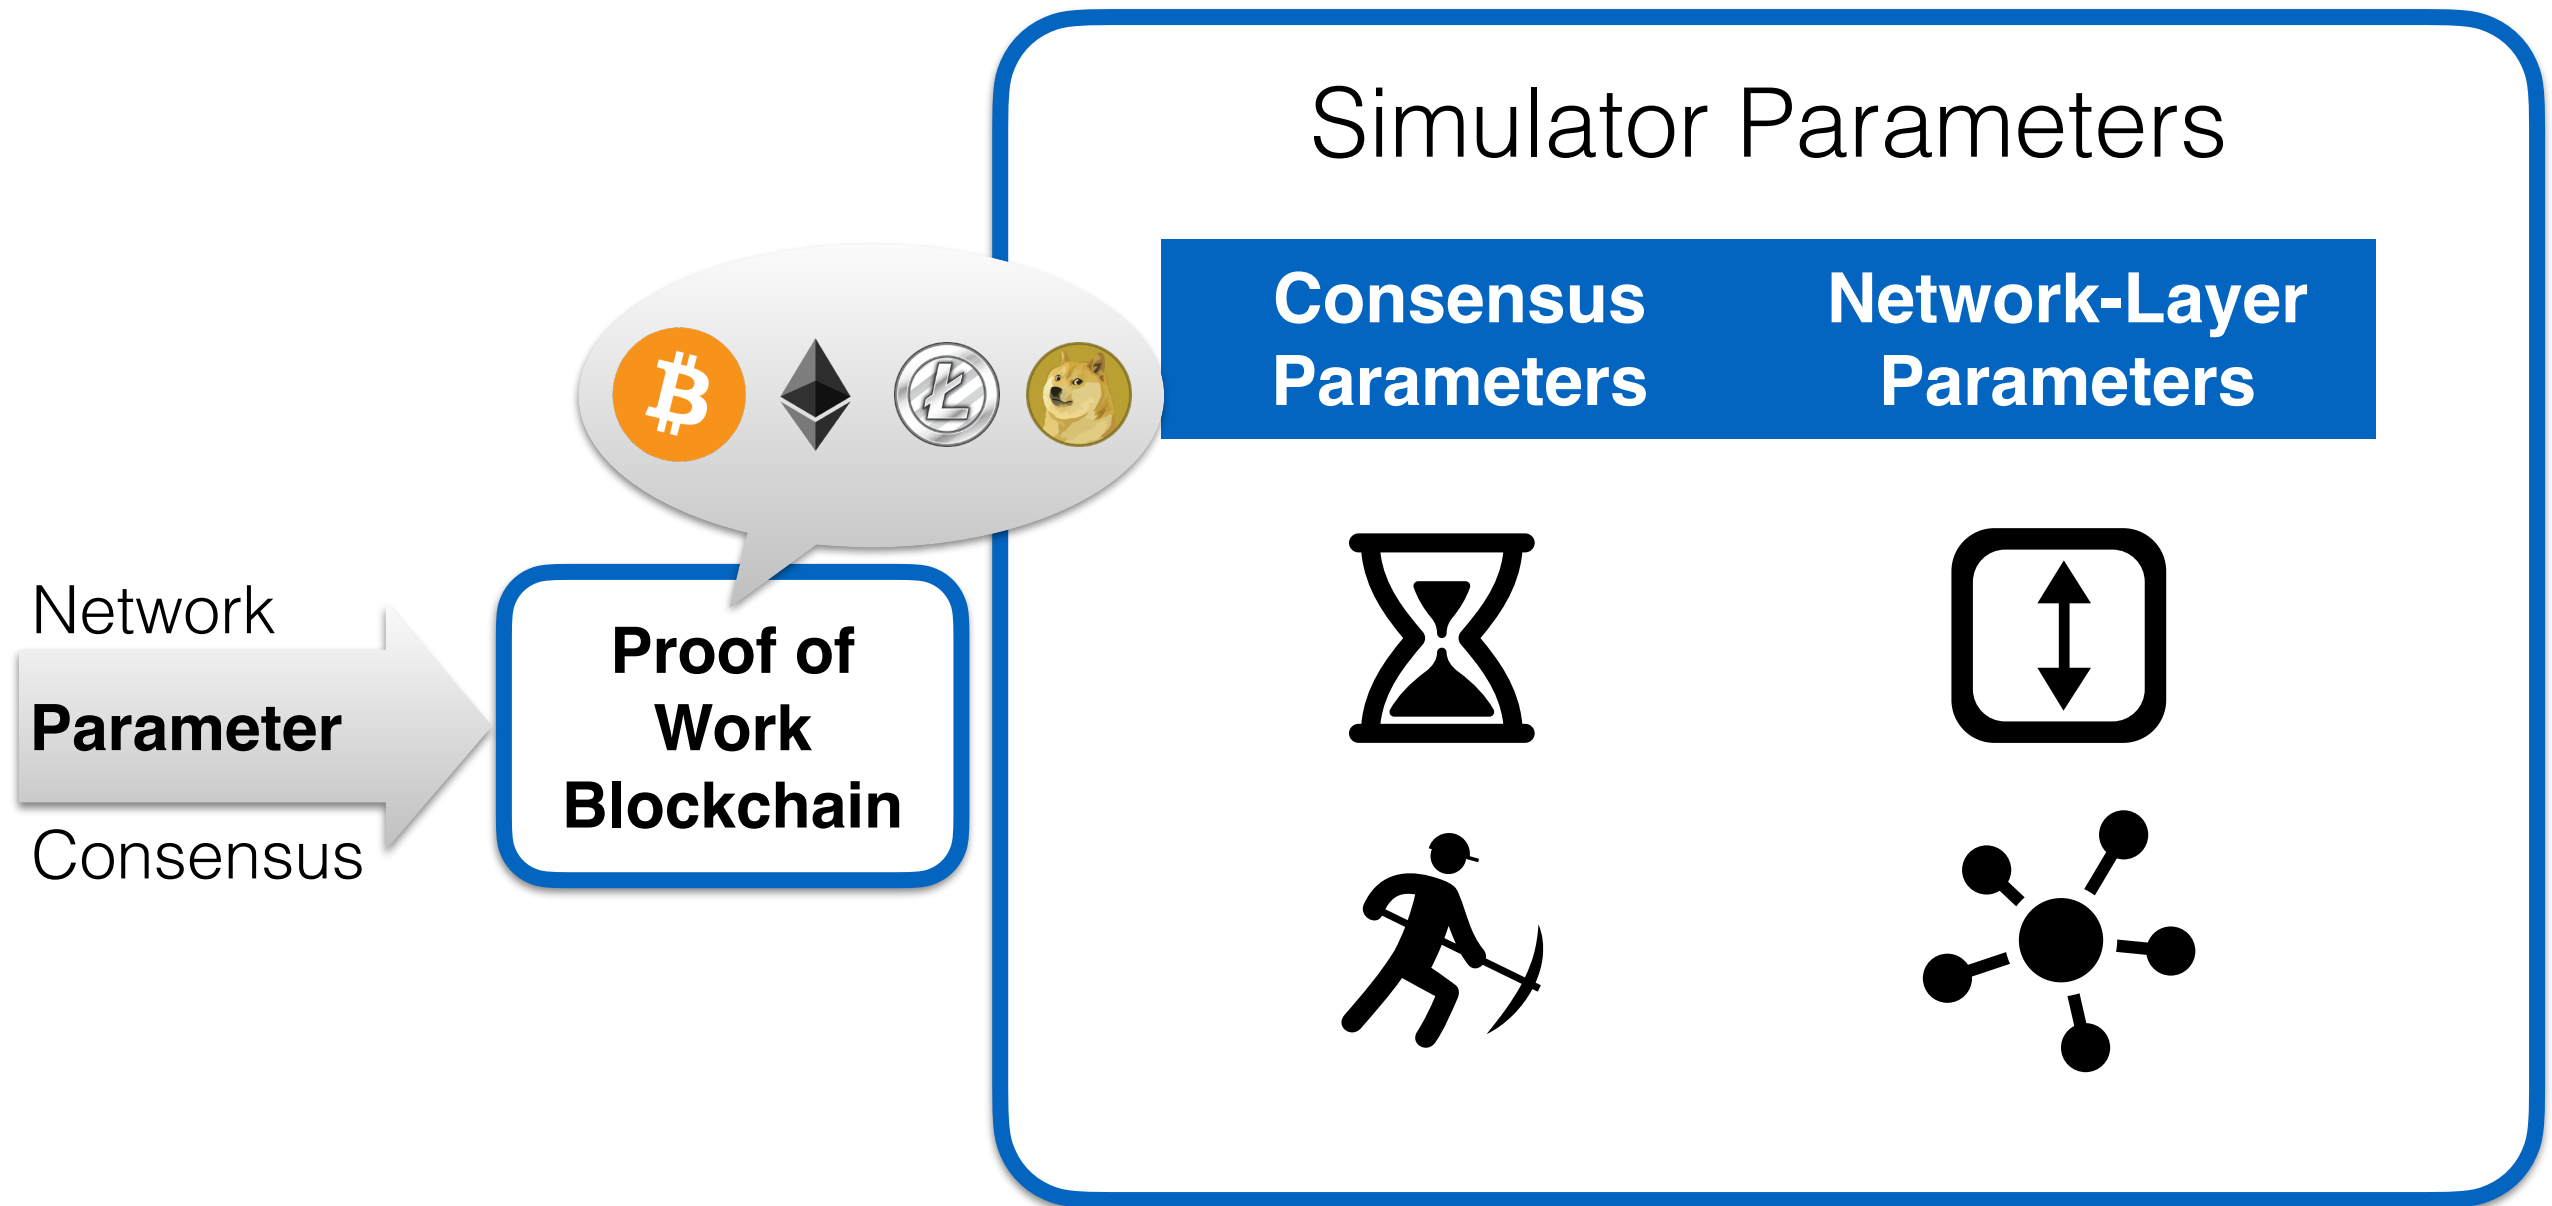 Simulator Parameters
Consensus
Parameters
Network-Layer
Parameters
Network
Parameter
Consensus
Proof of
Work
Blockchain